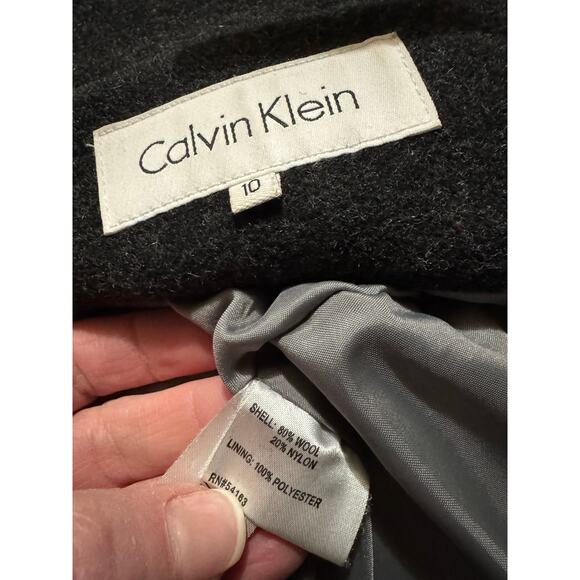 Calvin Klein
10
SHELL: 80% WOOL
20% NYLON
LINING: 100% POLYESTER
RN#54163